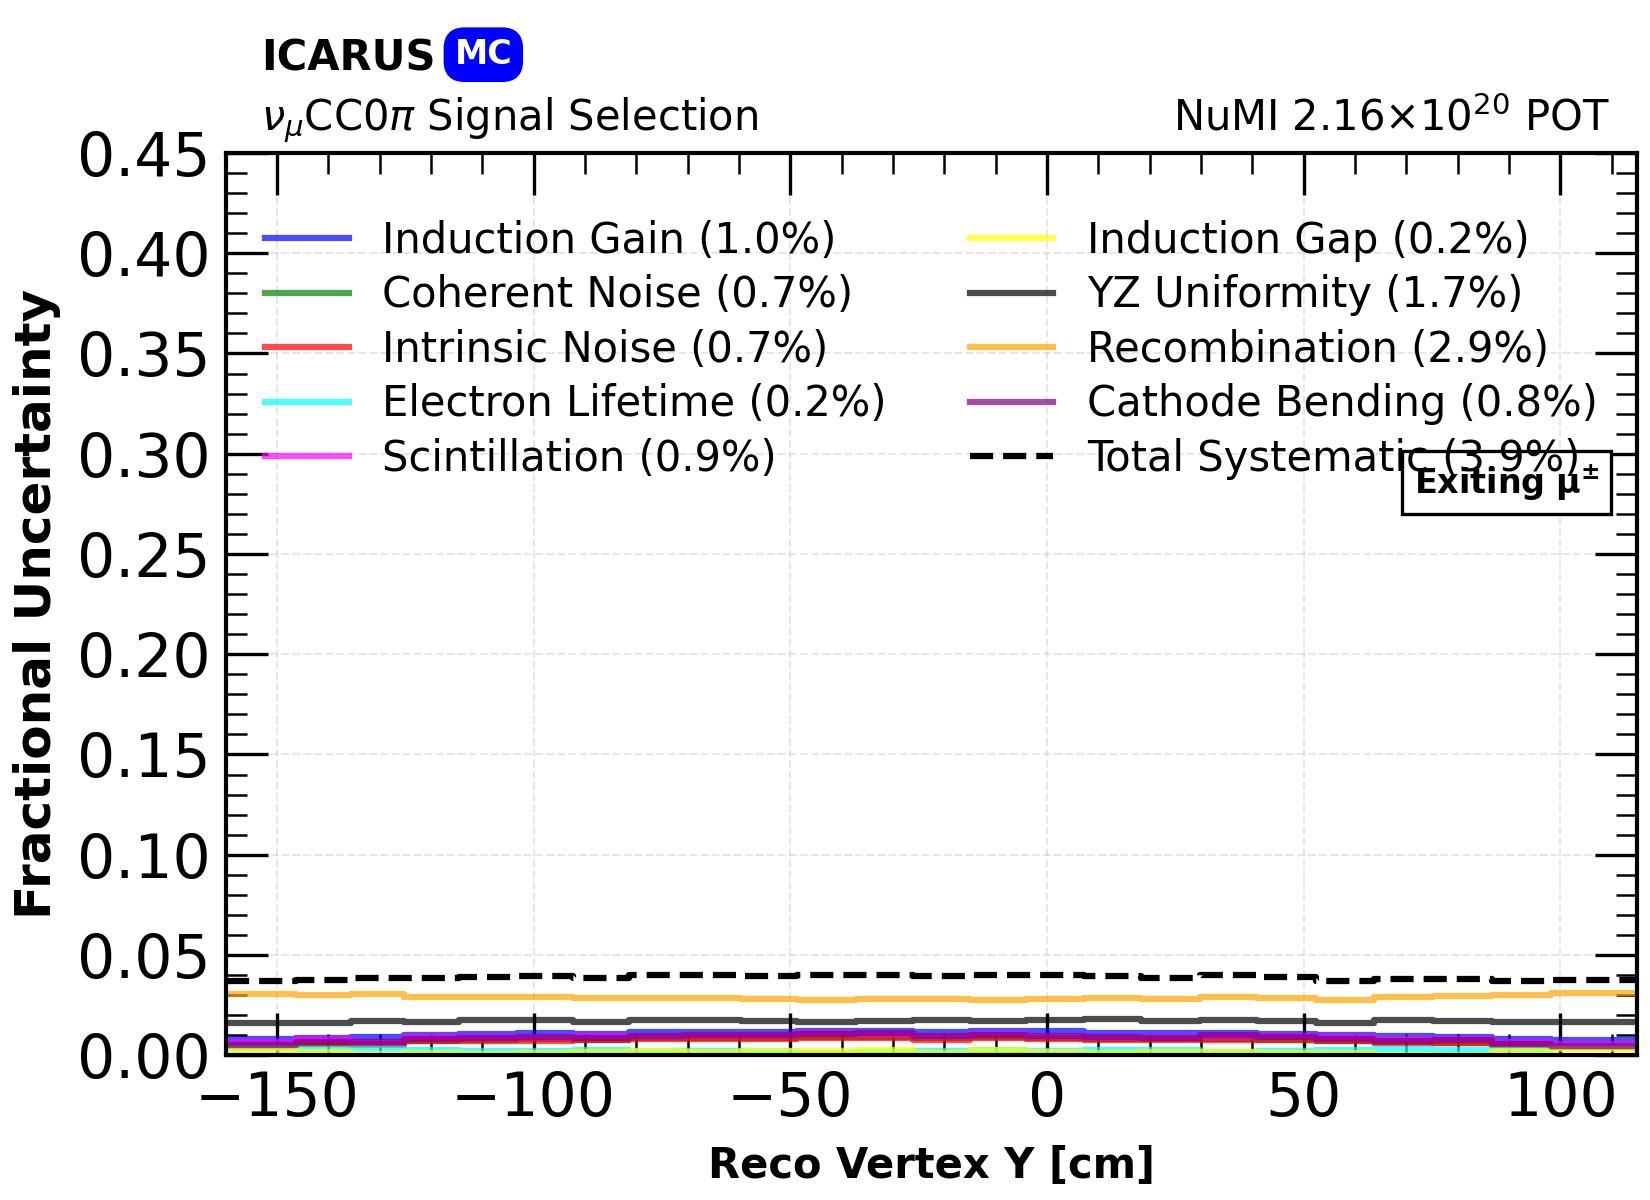 ICARUS MC
νμCC0π Signal Selection
NuMI 2.16×10²⁰ POT
0.45
0.40
0.35
0.30
0.25
0.20
0.15
0.10
0.05
0.00
Fractional Uncertainty
Induction Gain (1.0%)
Coherent Noise (0.7%)
Intrinsic Noise (0.7%)
Electron Lifetime (0.2%)
Scintillation (0.9%)
Induction Gap (0.2%)
YZ Uniformity (1.7%)
Recombination (2.9%)
Cathode Bending (0.8%)
Total Systematic (3.9%)
Exiting μ±
−150 −100 −50 0 50 100
Reco Vertex Y [cm]